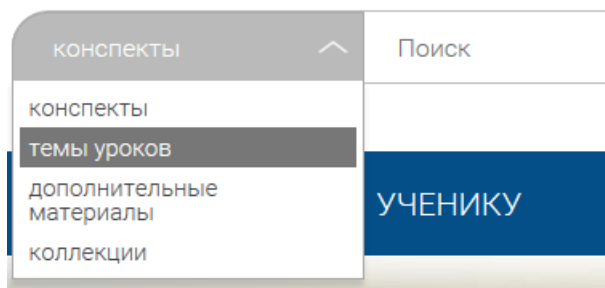 конспекты
Поиск
конспекты
темы уроков
дополнительные
материалы
УЧЕНИКУ
коллекции